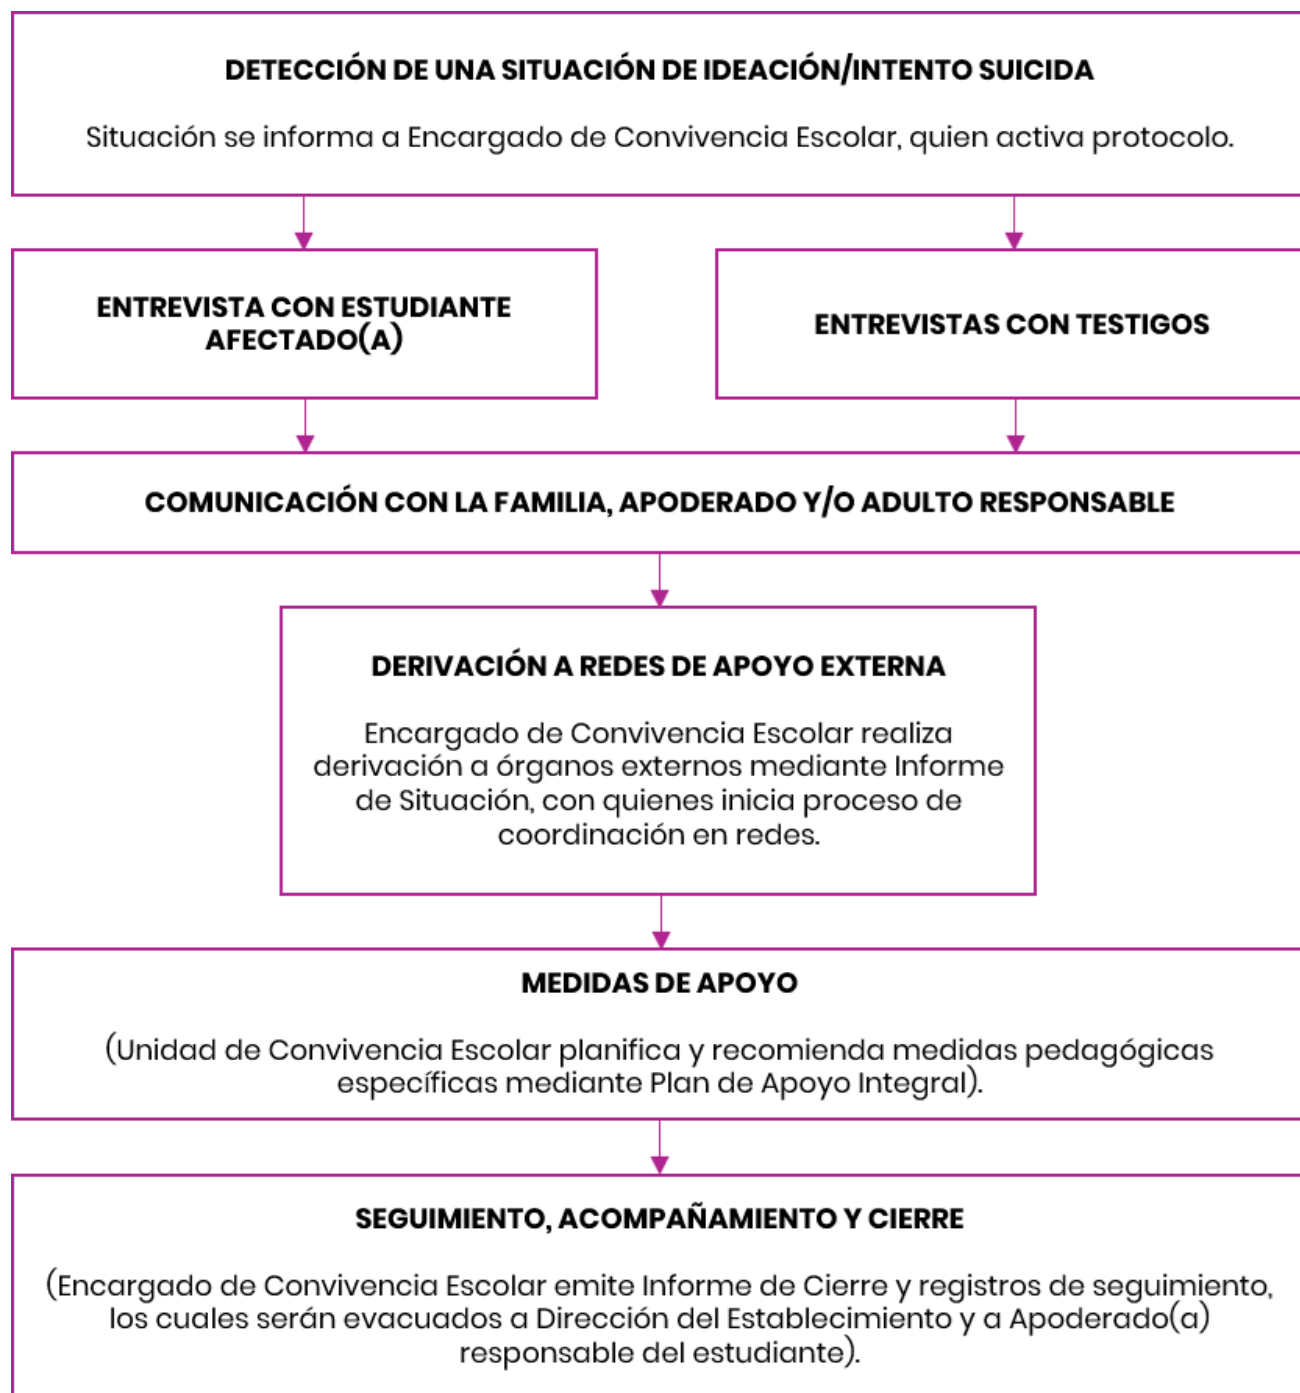 DETECCIÓN DE UNA SITUACIÓN DE IDEACIÓN/INTENTO SUICIDA
Situación se informa a Encargado de Convivencia Escolar, quien activa protocolo.
ENTREVISTA CON ESTUDIANTE
AFECTADO(A)
ENTREVISTAS CON TESTIGOS
COMUNICACIÓN CON LA FAMILIA, APODERADO Y/O ADULTO RESPONSABLE
DERIVACIÓN A REDES DE APOYO EXTERNA
Encargado de Convivencia Escolar realiza
derivación a órganos externos mediante Informe
de Situación, con quienes inicia proceso de
coordinación en redes.
MEDIDAS DE APOYO
(Unidad de Convivencia Escolar planifica y recomienda medidas pedagógicas
específicas mediante Plan de Apoyo Integral).
SEGUIMIENTO, ACOMPAÑAMIENTO Y CIERRE
(Encargado de Convivencia Escolar emite Informe de Cierre y registros de seguimiento,
los cuales serán evacuados a Dirección del Establecimiento y a Apoderado(a)
responsable del estudiante).